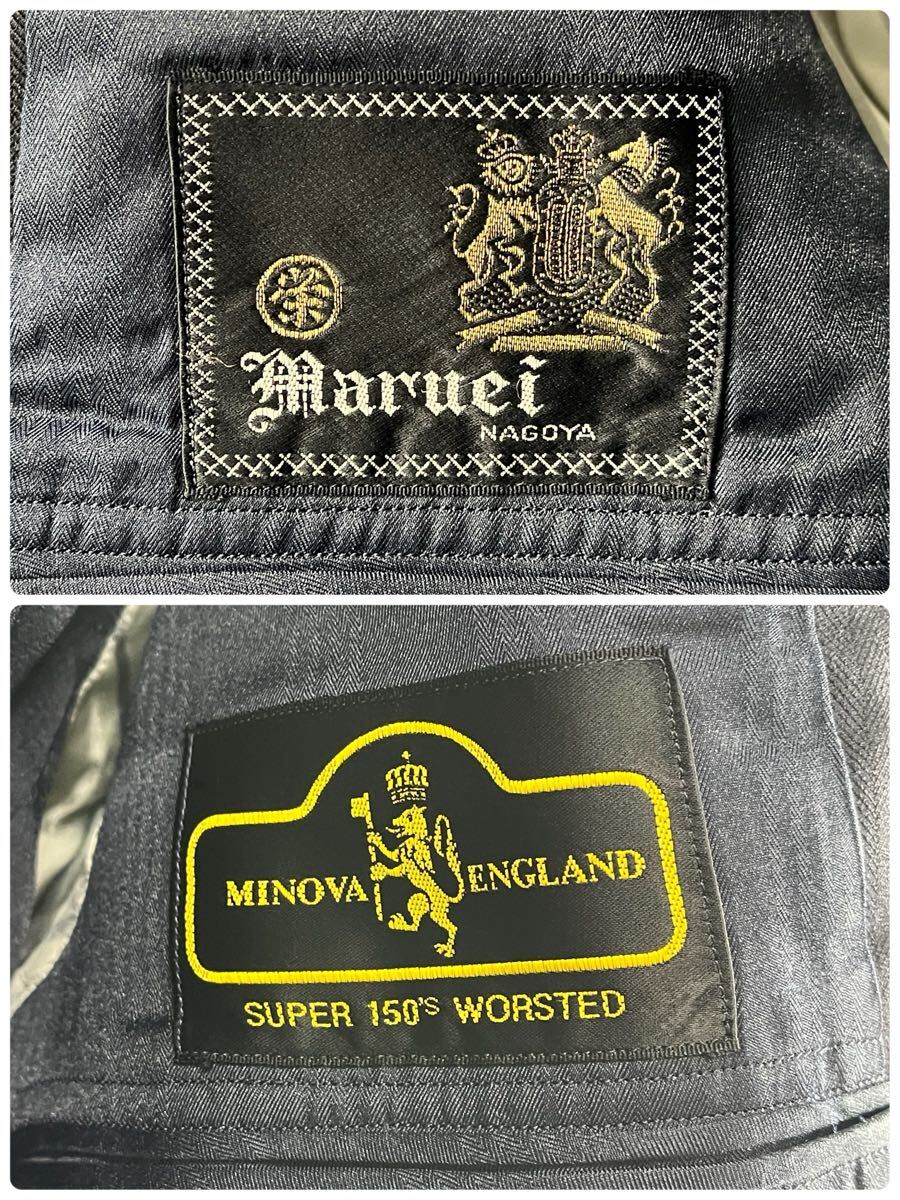 栄
Maruei
NAGOYA
MINOVA ENGLAND
SUPER 150'S WORSTED